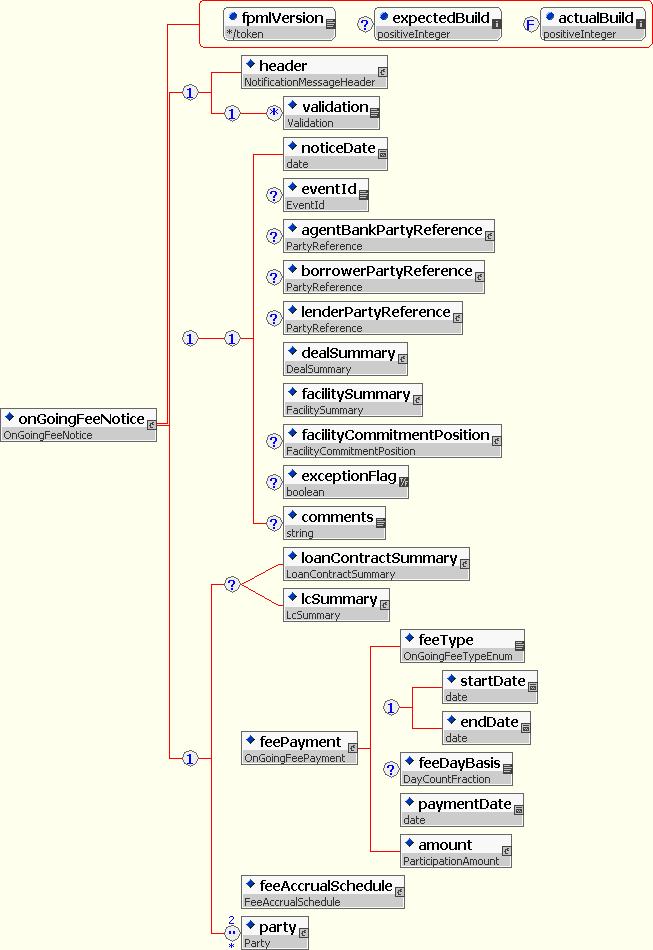 fpmlVersion
*/token
?
expectedBuild
positiveInteger
F
actualBuild
positiveInteger
header
NotificationMessageHeader
1
1
*
validation
Validation
noticeDate
date
?
eventId
EventId
?
agentBankPartyReference
PartyReference
?
borrowerPartyReference
PartyReference
?
lenderPartyReference
PartyReference
1
1
dealSummary
DealSummary
facilitySummary
FacilitySummary
onGoingFeeNotice
OnGoingFeeNotice
?
facilityCommitmentPosition
FacilityCommitmentPosition
?
exceptionFlag
boolean
?
comments
string
?
loanContractSummary
LoanContractSummary
lcSummary
LcSummary
feeType
OnGoingFeeTypeEnum
1
startDate
date
endDate
date
1
feePayment
OnGoingFeePayment
?
feeDayBasis
DayCountFraction
paymentDate
date
amount
ParticipationAmount
feeAccrualSchedule
FeeAccrualSchedule
2
..
*
party
Party